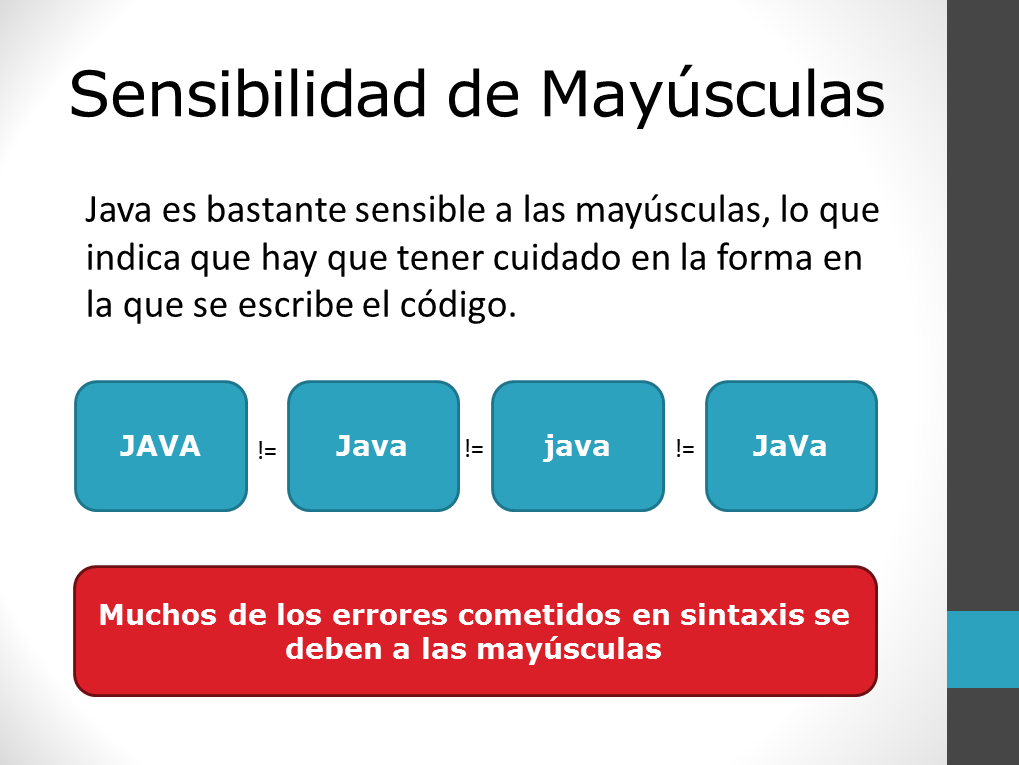 Sensibilidad de Mayúsculas
Java es bastante sensible a las mayúsculas, lo que
indica que hay que tener cuidado en la forma en
la que se escribe el código.
JAVA != Java != java != JaVa
Muchos de los errores cometidos en sintaxis se
deben a las mayúsculas